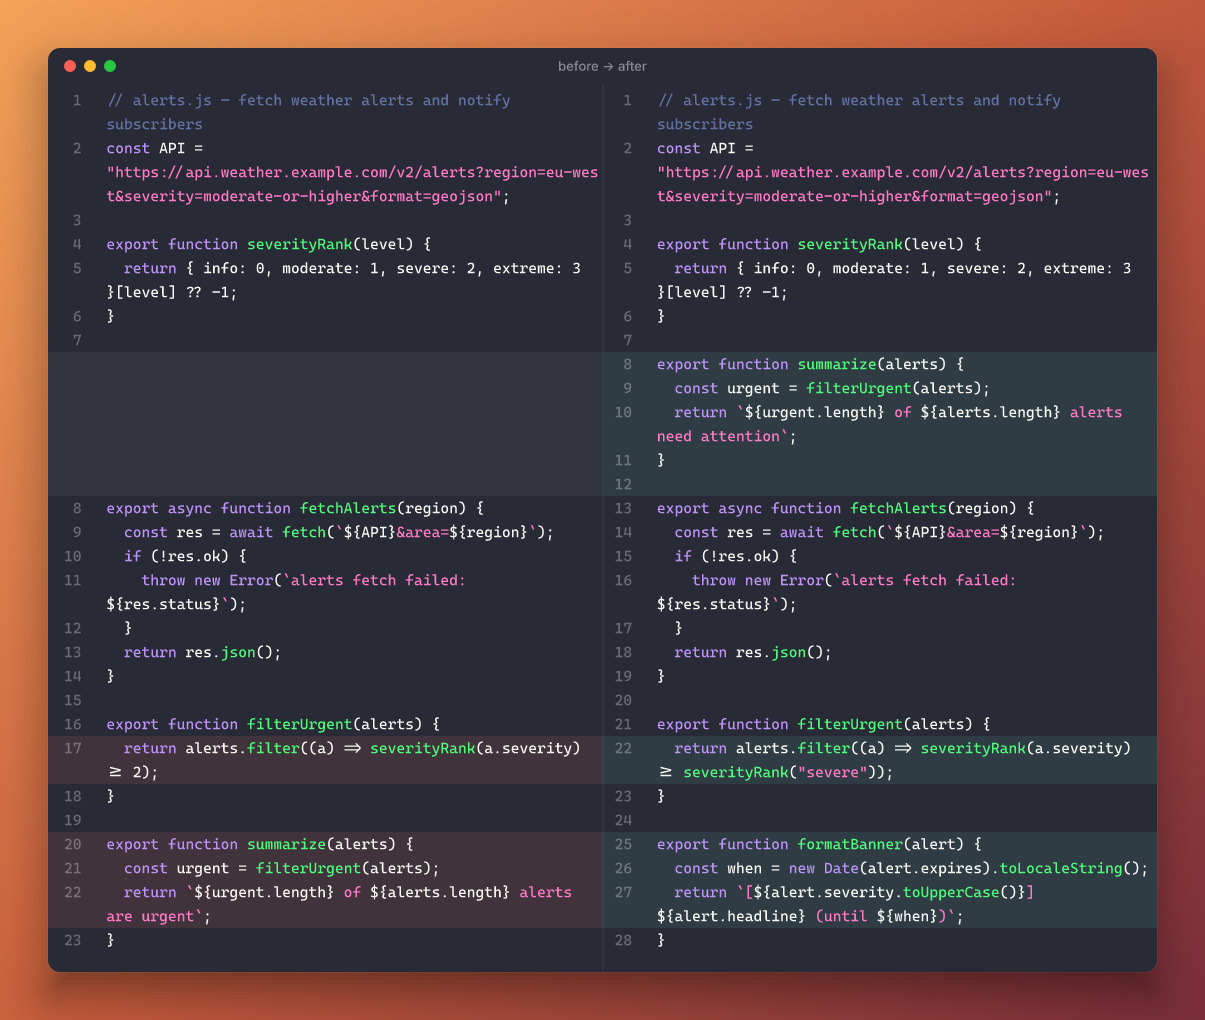 before → after
1 // alerts.js — fetch weather alerts and notify
subscribers
2 const API =
"https://api.weather.example.com/v2/alerts?region=eu-wes
t&severity=moderate-or-higher&format=geojson";
3
4 export function severityRank(level) {
5   return { info: 0, moderate: 1, severe: 2, extreme: 3
}[level] ?? -1;
6 }
7
8 export async function fetchAlerts(region) {
9   const res = await fetch(`${API}&area=${region}`);
10   if (!res.ok) {
11     throw new Error(`alerts fetch failed:
${res.status}`);
12   }
13   return res.json();
14 }
15
16 export function filterUrgent(alerts) {
17   return alerts.filter((a) => severityRank(a.severity)
>= 2);
18 }
19
20 export function summarize(alerts) {
21   const urgent = filterUrgent(alerts);
22   return `${urgent.length} of ${alerts.length} alerts
are urgent`;
23 }
1 // alerts.js — fetch weather alerts and notify
subscribers
2 const API =
"https://api.weather.example.com/v2/alerts?region=eu-wes
t&severity=moderate-or-higher&format=geojson";
3
4 export function severityRank(level) {
5   return { info: 0, moderate: 1, severe: 2, extreme: 3
}[level] ?? -1;
6 }
7
8 export function summarize(alerts) {
9   const urgent = filterUrgent(alerts);
10   return `${urgent.length} of ${alerts.length} alerts
need attention`;
11 }
12
13 export async function fetchAlerts(region) {
14   const res = await fetch(`${API}&area=${region}`);
15   if (!res.ok) {
16     throw new Error(`alerts fetch failed:
${res.status}`);
17   }
18   return res.json();
19 }
20
21 export function filterUrgent(alerts) {
22   return alerts.filter((a) => severityRank(a.severity)
>= severityRank("severe"));
23 }
24
25 export function formatBanner(alert) {
26   const when = new Date(alert.expires).toLocaleString();
27   return `[${alert.severity.toUpperCase()}]
${alert.headline} (until ${when})`;
28 }